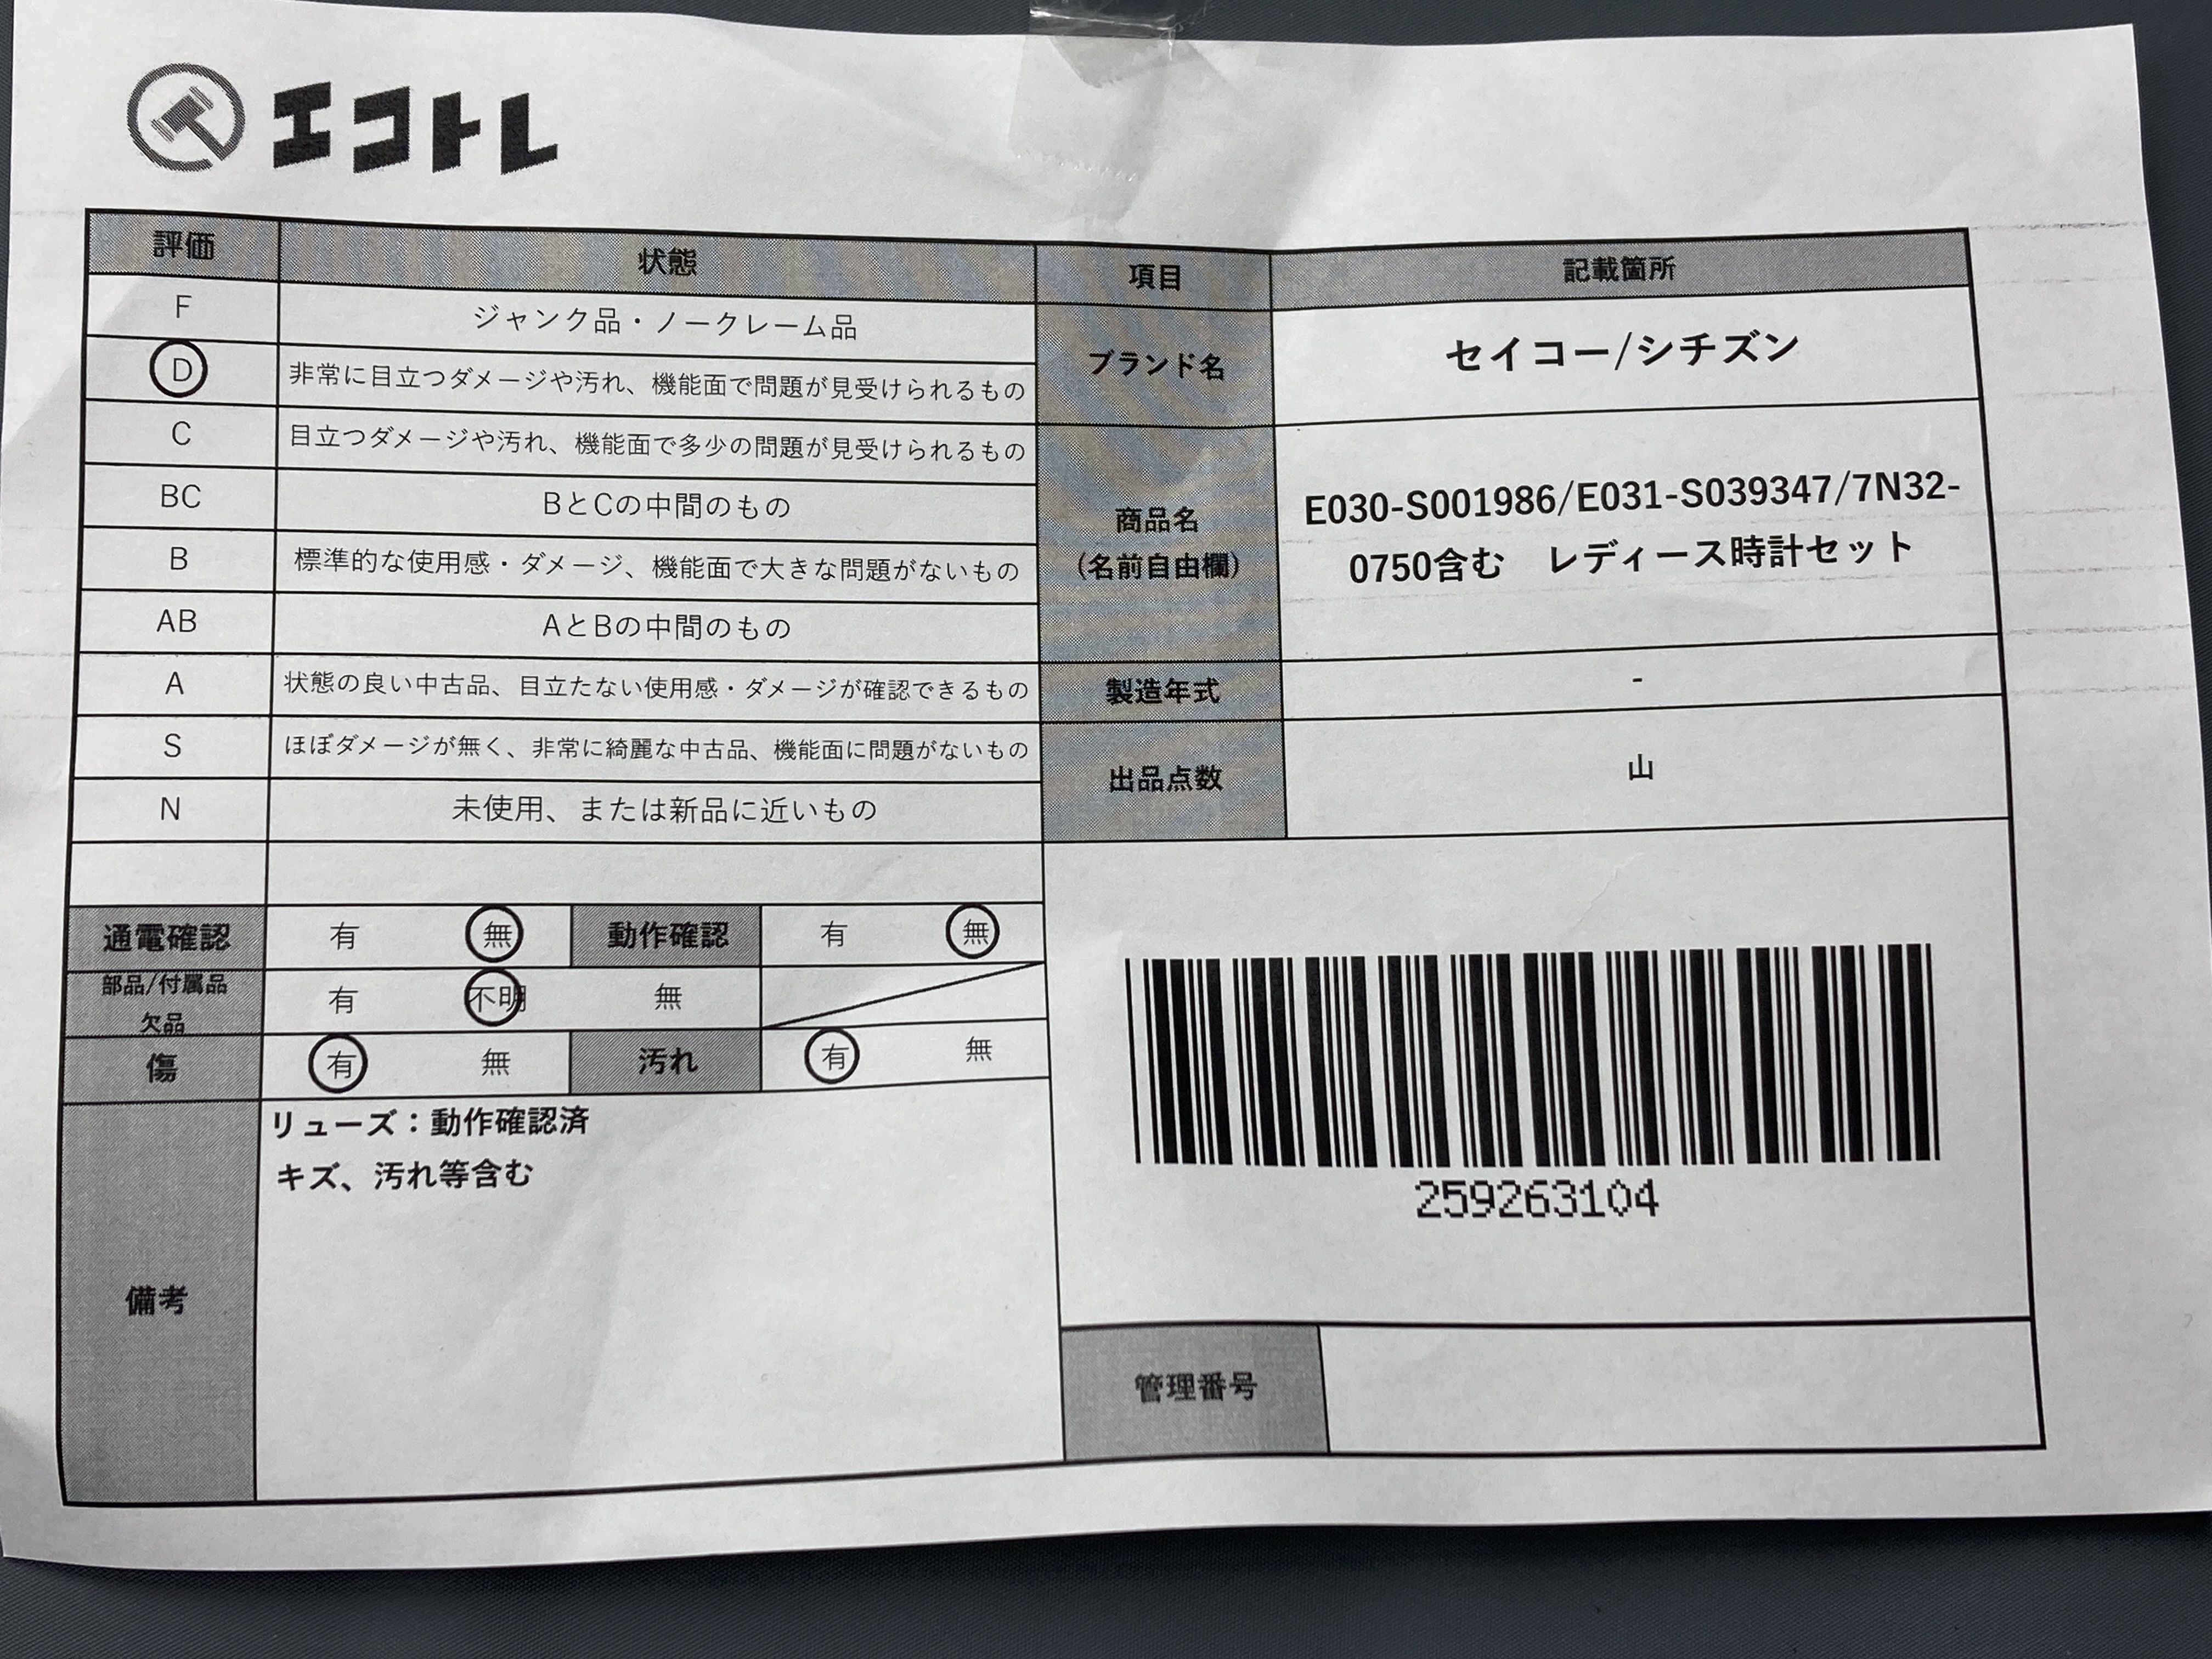 エコトレ
評価 状態
F ジャンク品・ノークレーム品
D 非常に目立つダメージや汚れ、機能面で問題が見受けられるもの
C 目立つダメージや汚れ、機能面で多少の問題が見受けられるもの
BC BとCの中間のもの
B 標準的な使用感・ダメージ、機能面で大きな問題がないもの
AB AとBの中間のもの
A 状態の良い中古品、目立たない使用感・ダメージが確認できるもの
S ほぼダメージが無く、非常に綺麗な中古品、機能面に問題がないもの
N 未使用、または新品に近いもの
通電確認 有 無 動作確認 有 無
部品/付属品
欠品
有 不明 無
傷 有 無 汚れ 有 無
備考
リューズ：動作確認済
キズ、汚れ等含む
項目 記載箇所
ブランド名 セイコー/シチズン
商品名
(名前自由欄)
E030-S001986/E031-S039347/7N32-
0750含む　レディース時計セット
製造年式 -
出品点数 山
259263104
管理番号